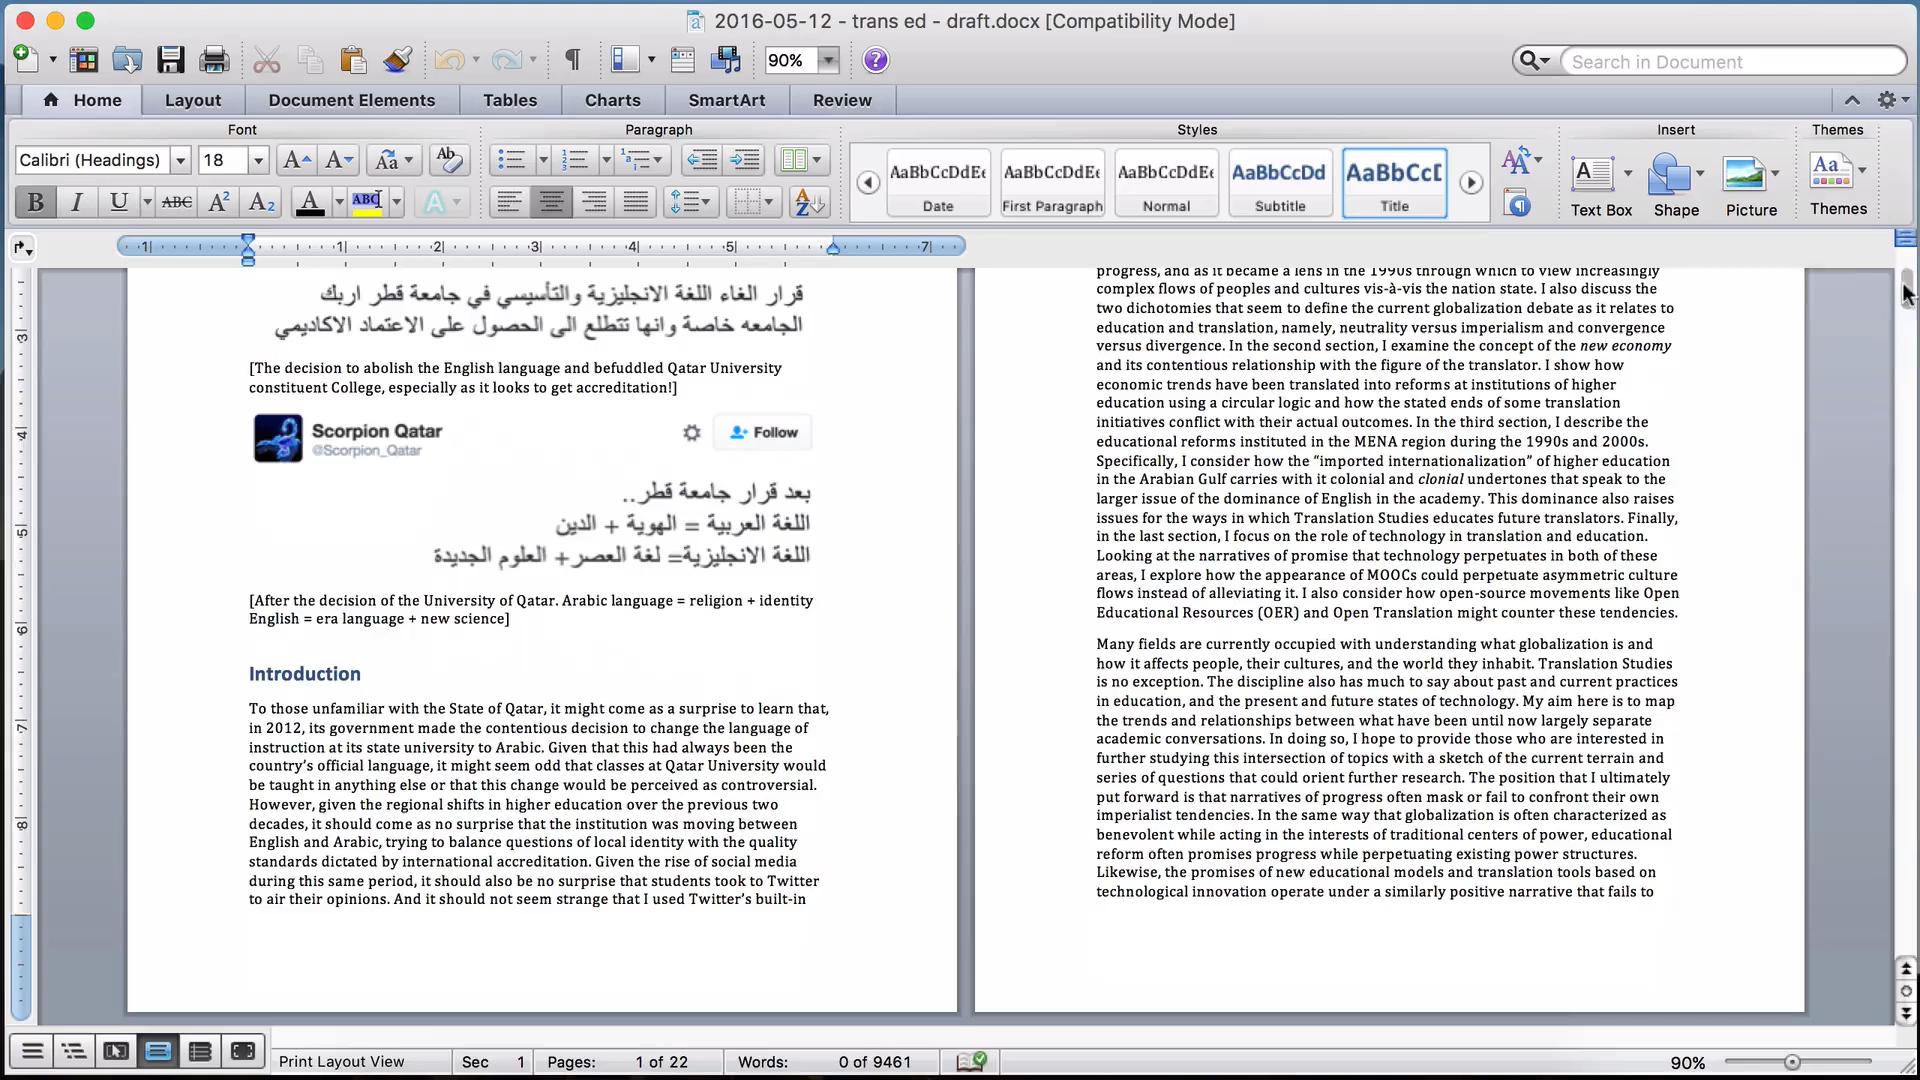 2016-05-12 - trans ed - draft.docx [Compatibility Mode]
90%
Search in Document
Home
Layout
Document Elements
Tables
Charts
SmartArt
Review
Font
Paragraph
Styles
Insert
Themes
Calibri (Headings)
18
AaBbCcDdEe
AaBbCcDdEe
AaBbCcDdEe
AaBbCcDd
AaBbCcD
Date
First Paragraph
Normal
Subtitle
Title
Text Box
Shape
Picture
Themes
قرار الغاء اللغة الانجليزية والتأسيسي في جامعة قطر اربك
الجامعه خاصة وانها تتطلع الى الحصول على الاعتماد الاكاديمي
[The decision to abolish the English language and befuddled Qatar University
constituent College, especially as it looks to get accreditation!]
Scorpion Qatar
@Scorpion_Qatar
Follow
بعد قرار جامعة قطر..
اللغة العربية = الهوية + الدين
اللغة الانجليزية= لغة العصر+ العلوم الجديدة
[After the decision of the University of Qatar. Arabic language = religion + identity
English = era language + new science]
Introduction
To those unfamiliar with the State of Qatar, it might come as a surprise to learn that,
in 2012, its government made the contentious decision to change the language of
instruction at its state university to Arabic. Given that this had always been the
country’s official language, it might seem odd that classes at Qatar University would
be taught in anything else or that this change would be perceived as controversial.
However, given the regional shifts in higher education over the previous two
decades, it should come as no surprise that the institution was moving between
English and Arabic, trying to balance questions of local identity with the quality
standards dictated by international accreditation. Given the rise of social media
during this same period, it should also be no surprise that students took to Twitter
to air their opinions. And it should not seem strange that I used Twitter’s built-in
progress, and as it became a lens in the 1990s through which to view increasingly
complex flows of peoples and cultures vis-à-vis the nation state. I also discuss the
two dichotomies that seem to define the current globalization debate as it relates to
education and translation, namely, neutrality versus imperialism and convergence
versus divergence. In the second section, I examine the concept of the new economy
and its contentious relationship with the figure of the translator. I show how
economic trends have been translated into reforms at institutions of higher
education using a circular logic and how the stated ends of some translation
initiatives conflict with their actual outcomes. In the third section, I describe the
educational reforms instituted in the MENA region during the 1990s and 2000s.
Specifically, I consider how the “imported internationalization” of higher education
in the Arabian Gulf carries with it colonial and clonial undertones that speak to the
larger issue of the dominance of English in the academy. This dominance also raises
issues for the ways in which Translation Studies educates future translators. Finally,
in the last section, I focus on the role of technology in translation and education.
Looking at the narratives of promise that technology perpetuates in both of these
areas, I explore how the appearance of MOOCs could perpetuate asymmetric culture
flows instead of alleviating it. I also consider how open-source movements like Open
Educational Resources (OER) and Open Translation might counter these tendencies.
Many fields are currently occupied with understanding what globalization is and
how it affects people, their cultures, and the world they inhabit. Translation Studies
is no exception. The discipline also has much to say about past and current practices
in education, and the present and future states of technology. My aim here is to map
the trends and relationships between what have been until now largely separate
academic conversations. In doing so, I hope to provide those who are interested in
further studying this intersection of topics with a sketch of the current terrain and
series of questions that could orient further research. The position that I ultimately
put forward is that narratives of progress often mask or fail to confront their own
imperialist tendencies. In the same way that globalization is often characterized as
benevolent while acting in the interests of traditional centers of power, educational
reform often promises progress while perpetuating existing power structures.
Likewise, the promises of new educational models and translation tools based on
technological innovation operate under a similarly positive narrative that fails to
Print Layout View
Sec 1
Pages: 1 of 22
Words: 0 of 9461
90%